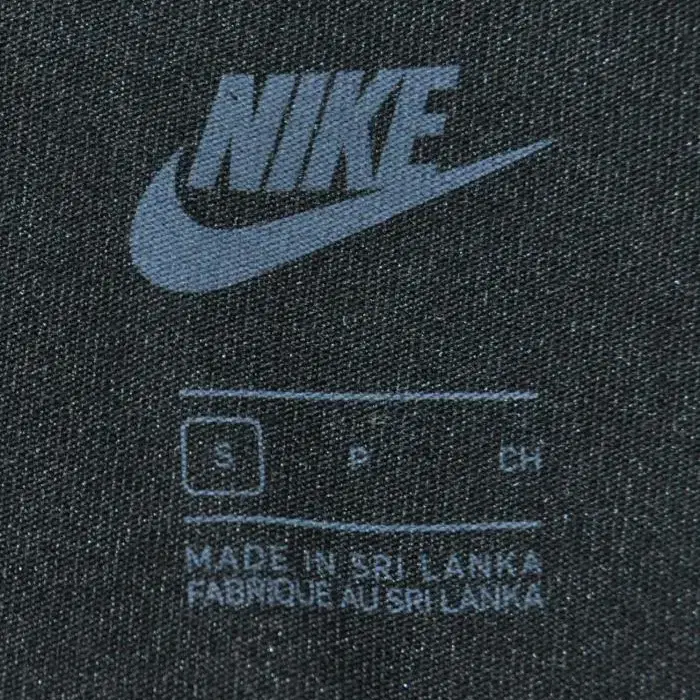 NIKE
S P CH
MADE IN SRI LANKA
FABRIQUE AU SRI LANKA